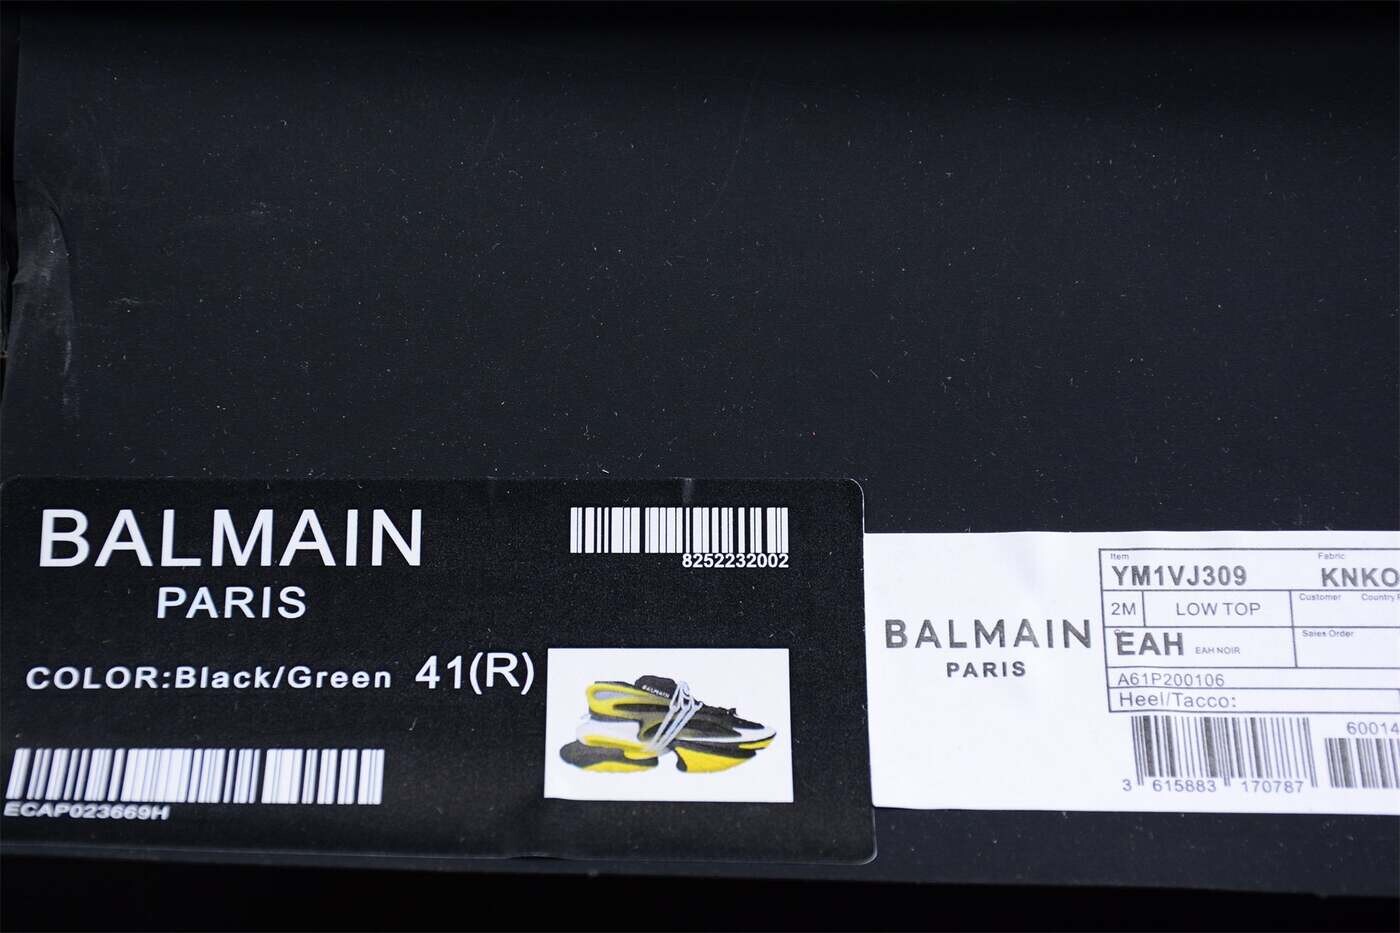 BALMAIN
PARIS
8252232002
COLOR:Black/Green 41(R)
ECAP023669H
BALMAIN
BALMAIN
PARIS
Item
YM1VJ309
Fabric
KNKO
2M
LOW TOP
Customer
Country
EAH
EAH NOIR
Sales Order
A61P200106
Heel/Tacco:
3 615883 170787
60014